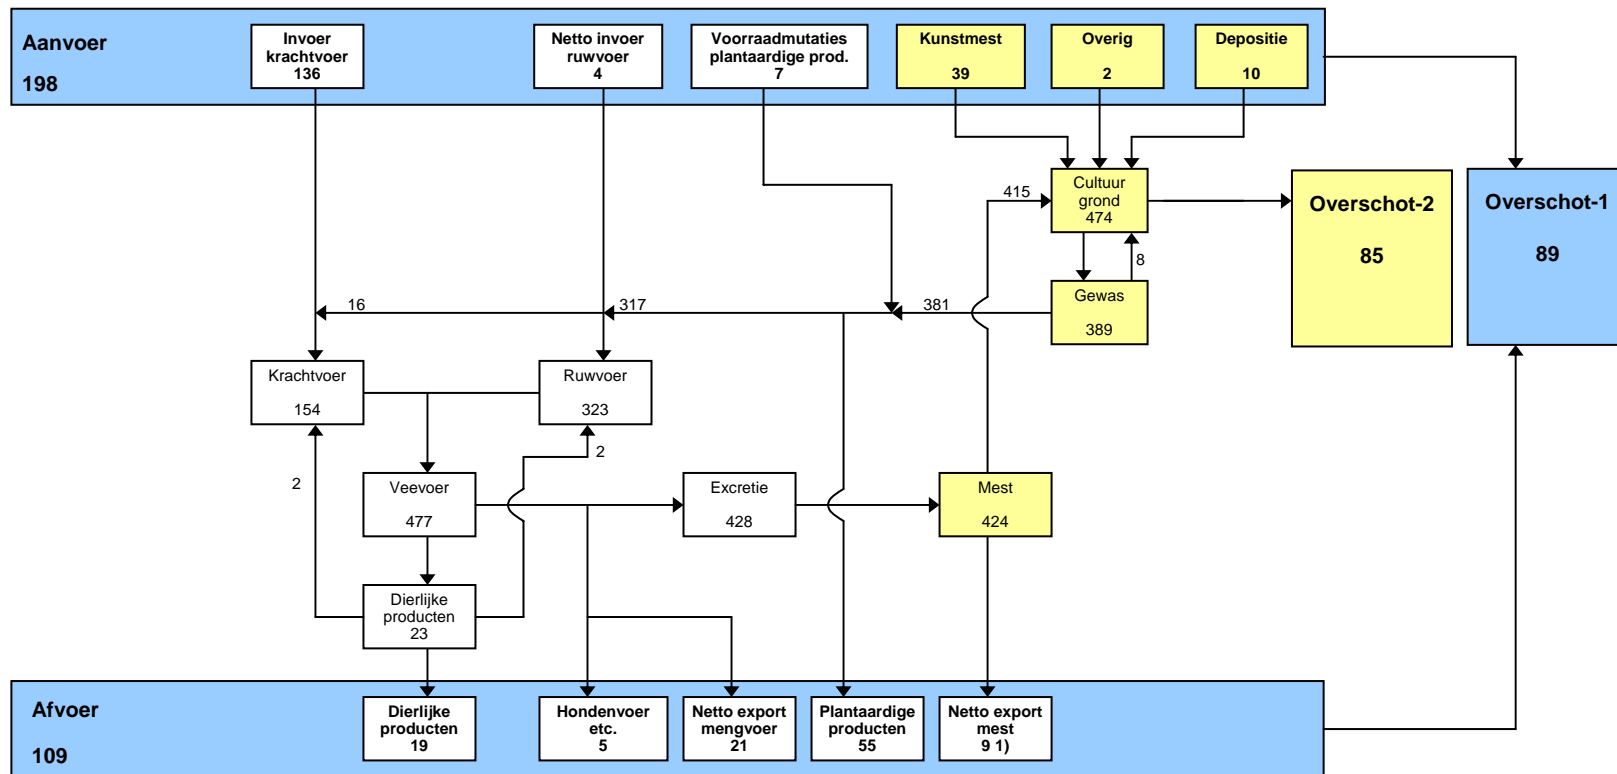 Aanvoer
198
Invoer
krachtvoer
136
Netto invoer
ruwvoer
4
Voorraadmutaties
plantaardige prod.
7
Kunstmest
39
Overig
2
Depositie
10
415
Cultuur
grond
474
Overschot-2
85
Overschot-1
89
8
16
317
381
Gewas
389
Krachtvoer
154
Ruwvoer
323
2
2
Veevoer
477
Excretie
428
Mest
424
Dierlijke
producten
23
Afvoer
109
Dierlijke
producten
19
Hondenvoer
etc.
5
Netto export
mengvoer
21
Plantaardige
producten
55
Netto export
mest
9 1)